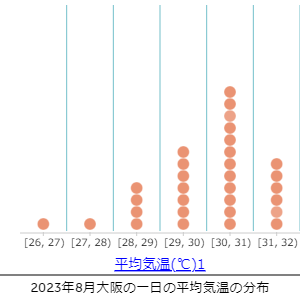 [26, 27) [27, 28) [28, 29) [29, 30) [30, 31) [31, 32)
平均気温(℃)1
2023年8月大阪の一日の平均気温の分布